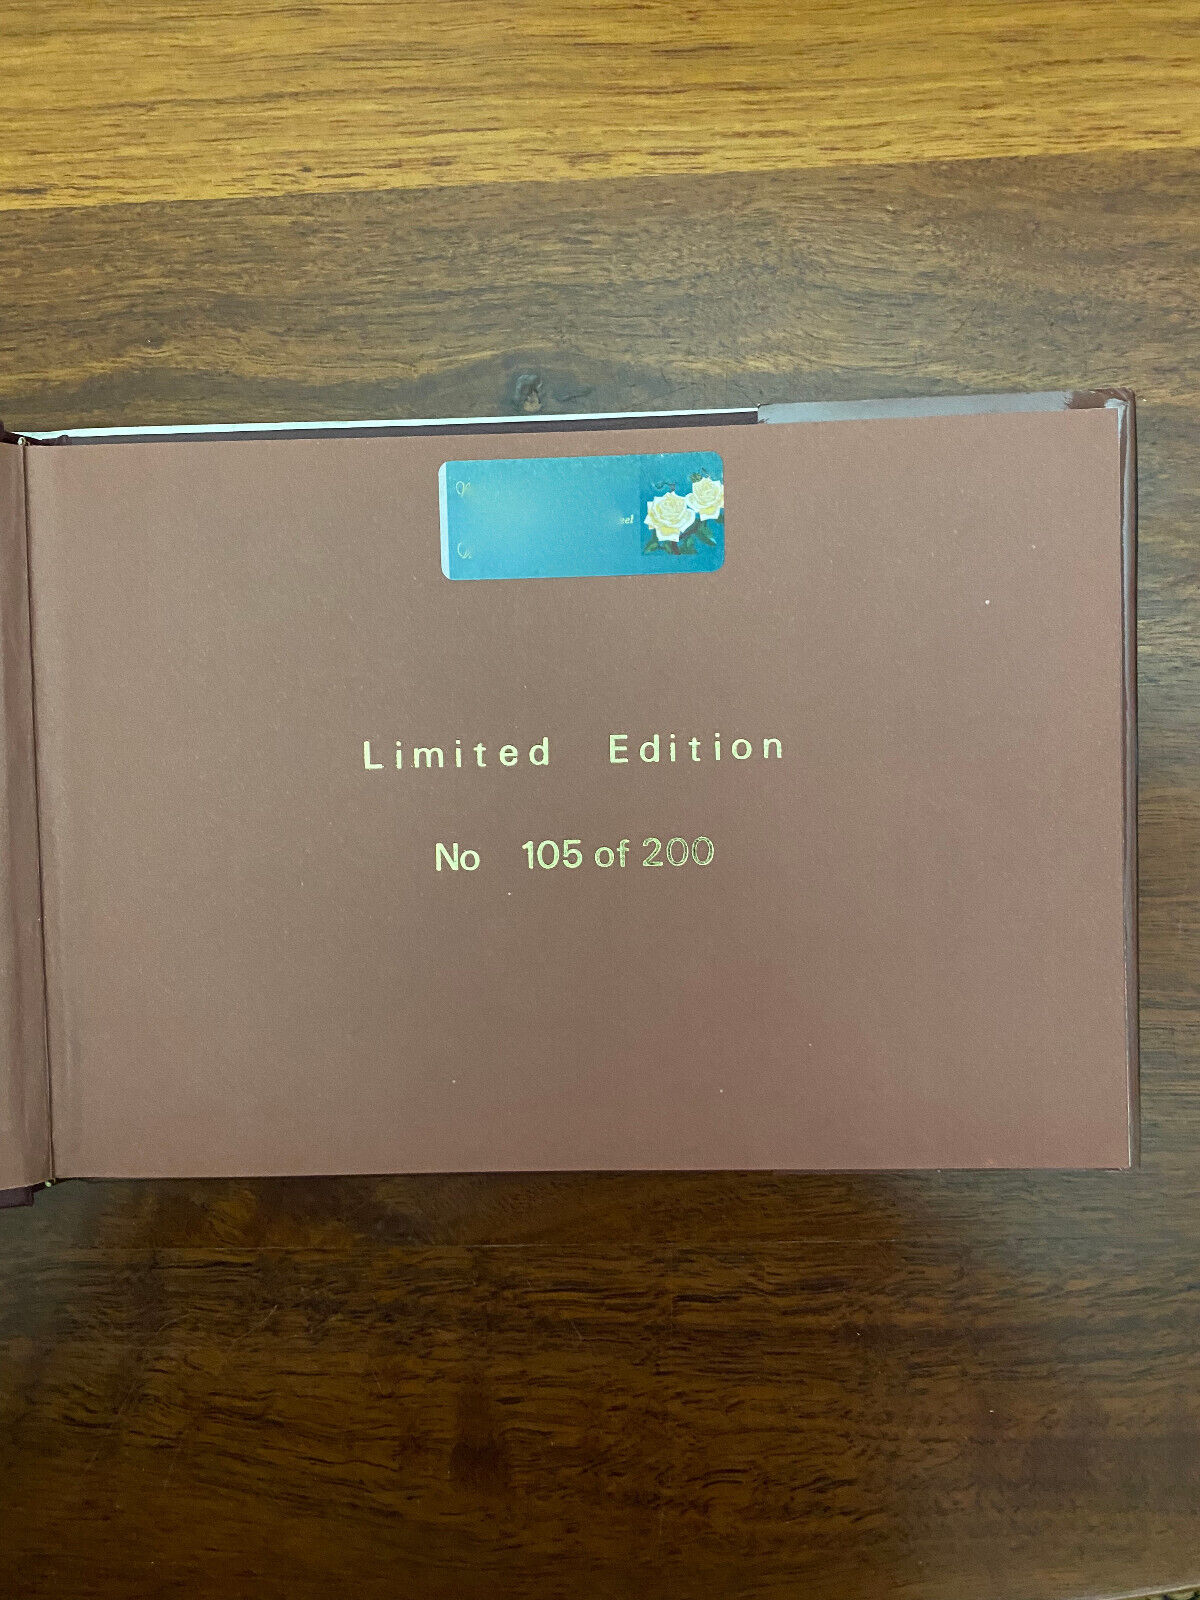 Limited Edition
No 105 of 200